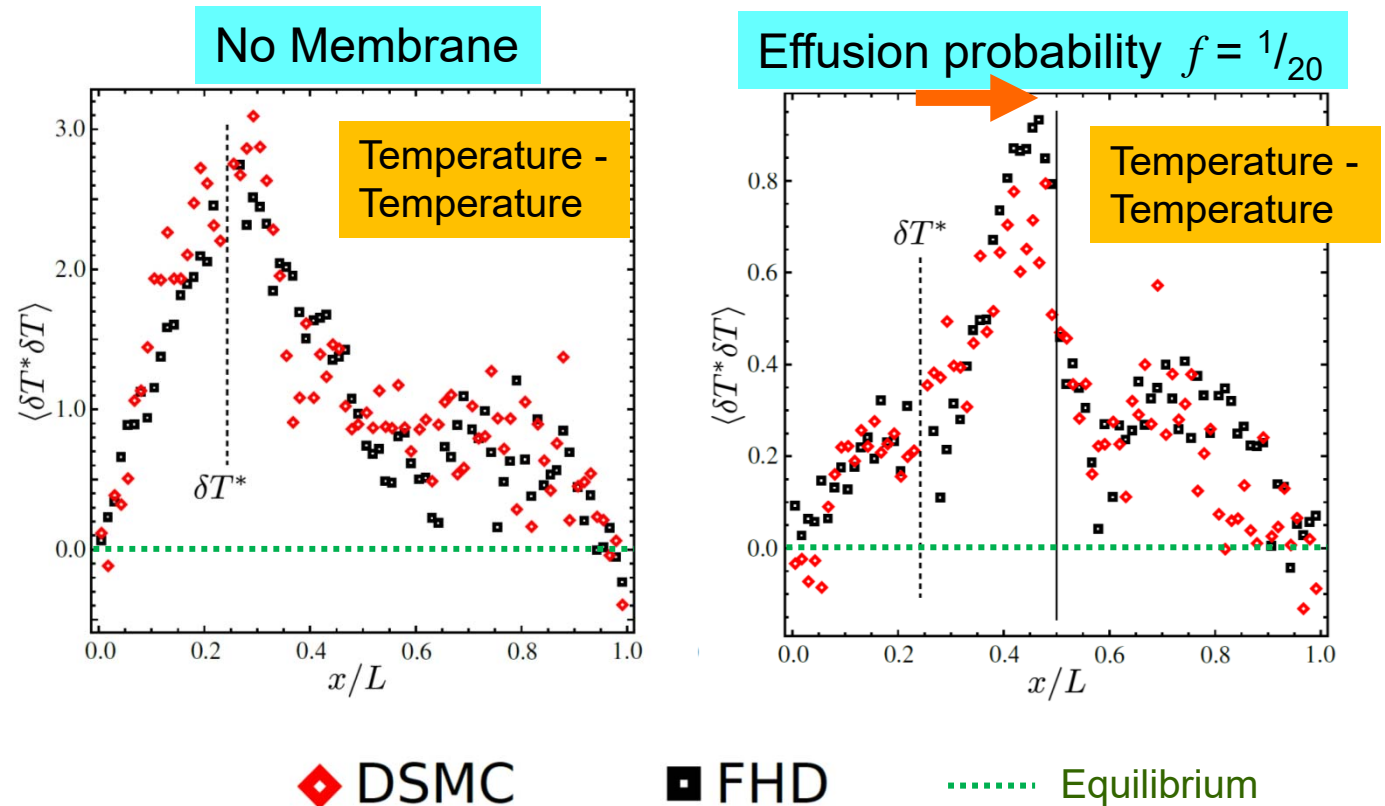 No Membrane
Effusion probability f = 1/20
Temperature -
Temperature
Temperature -
Temperature
3.0
2.0
1.0
0.0
⟨δT*δT⟩
δT*
0.0 0.2 0.4 0.6 0.8 1.0
x/L
0.8
0.6
0.4
0.2
0.0
⟨δT*δT⟩
δT*
0.0 0.2 0.4 0.6 0.8 1.0
x/L
DSMC
FHD
Equilibrium